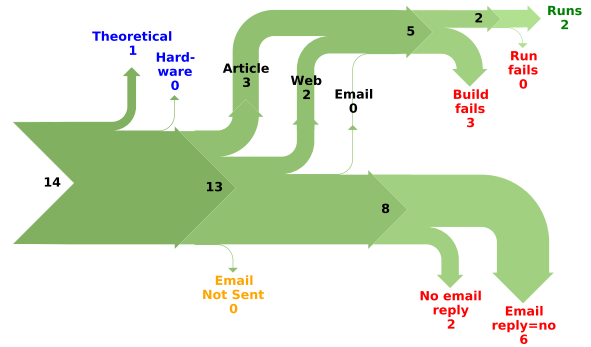 Runs
2
2
5
Theoretical
1
Hard-
ware
0
Article
3
Web
2
Email
0
Run
fails
0
Build
fails
3
14
13
8
Email
Not Sent
0
No email
reply
2
Email
reply=no
6